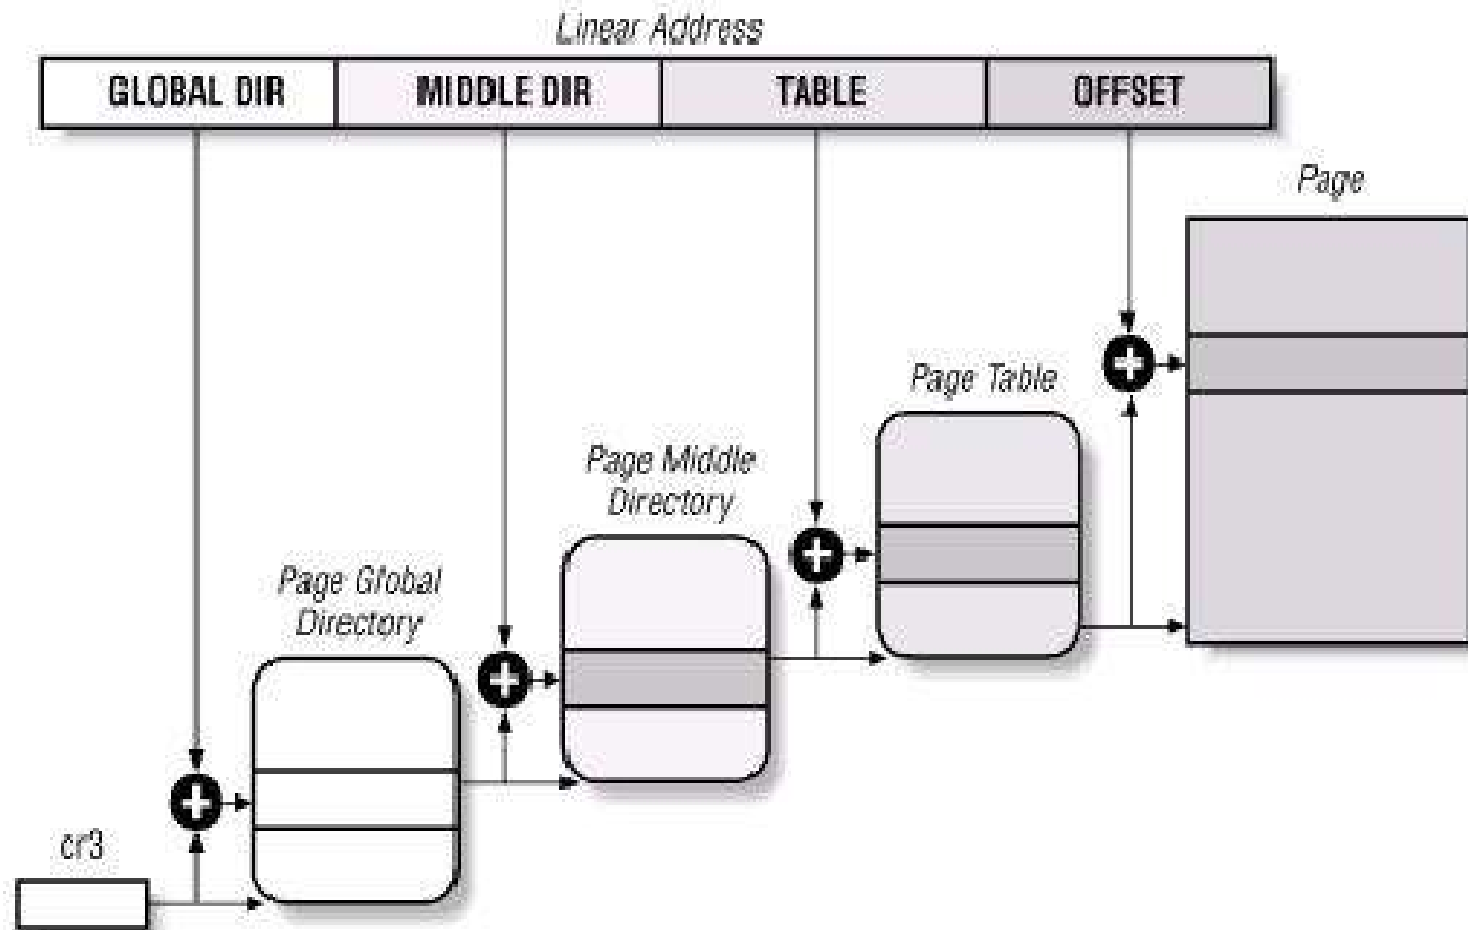 Linear Address
GLOBAL DIR
MIDDLE DIR
TABLE
OFFSET
Page
Page Table
Page Middle
Directory
Page Global
Directory
cr3